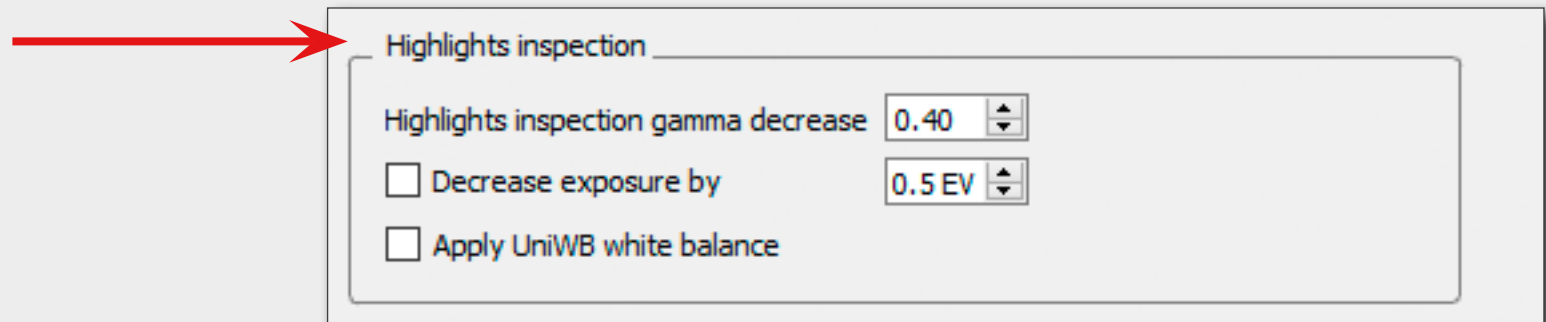 Highlights inspection
Highlights inspection gamma decrease 0.40
Decrease exposure by 0.5 EV
Apply UniWB white balance